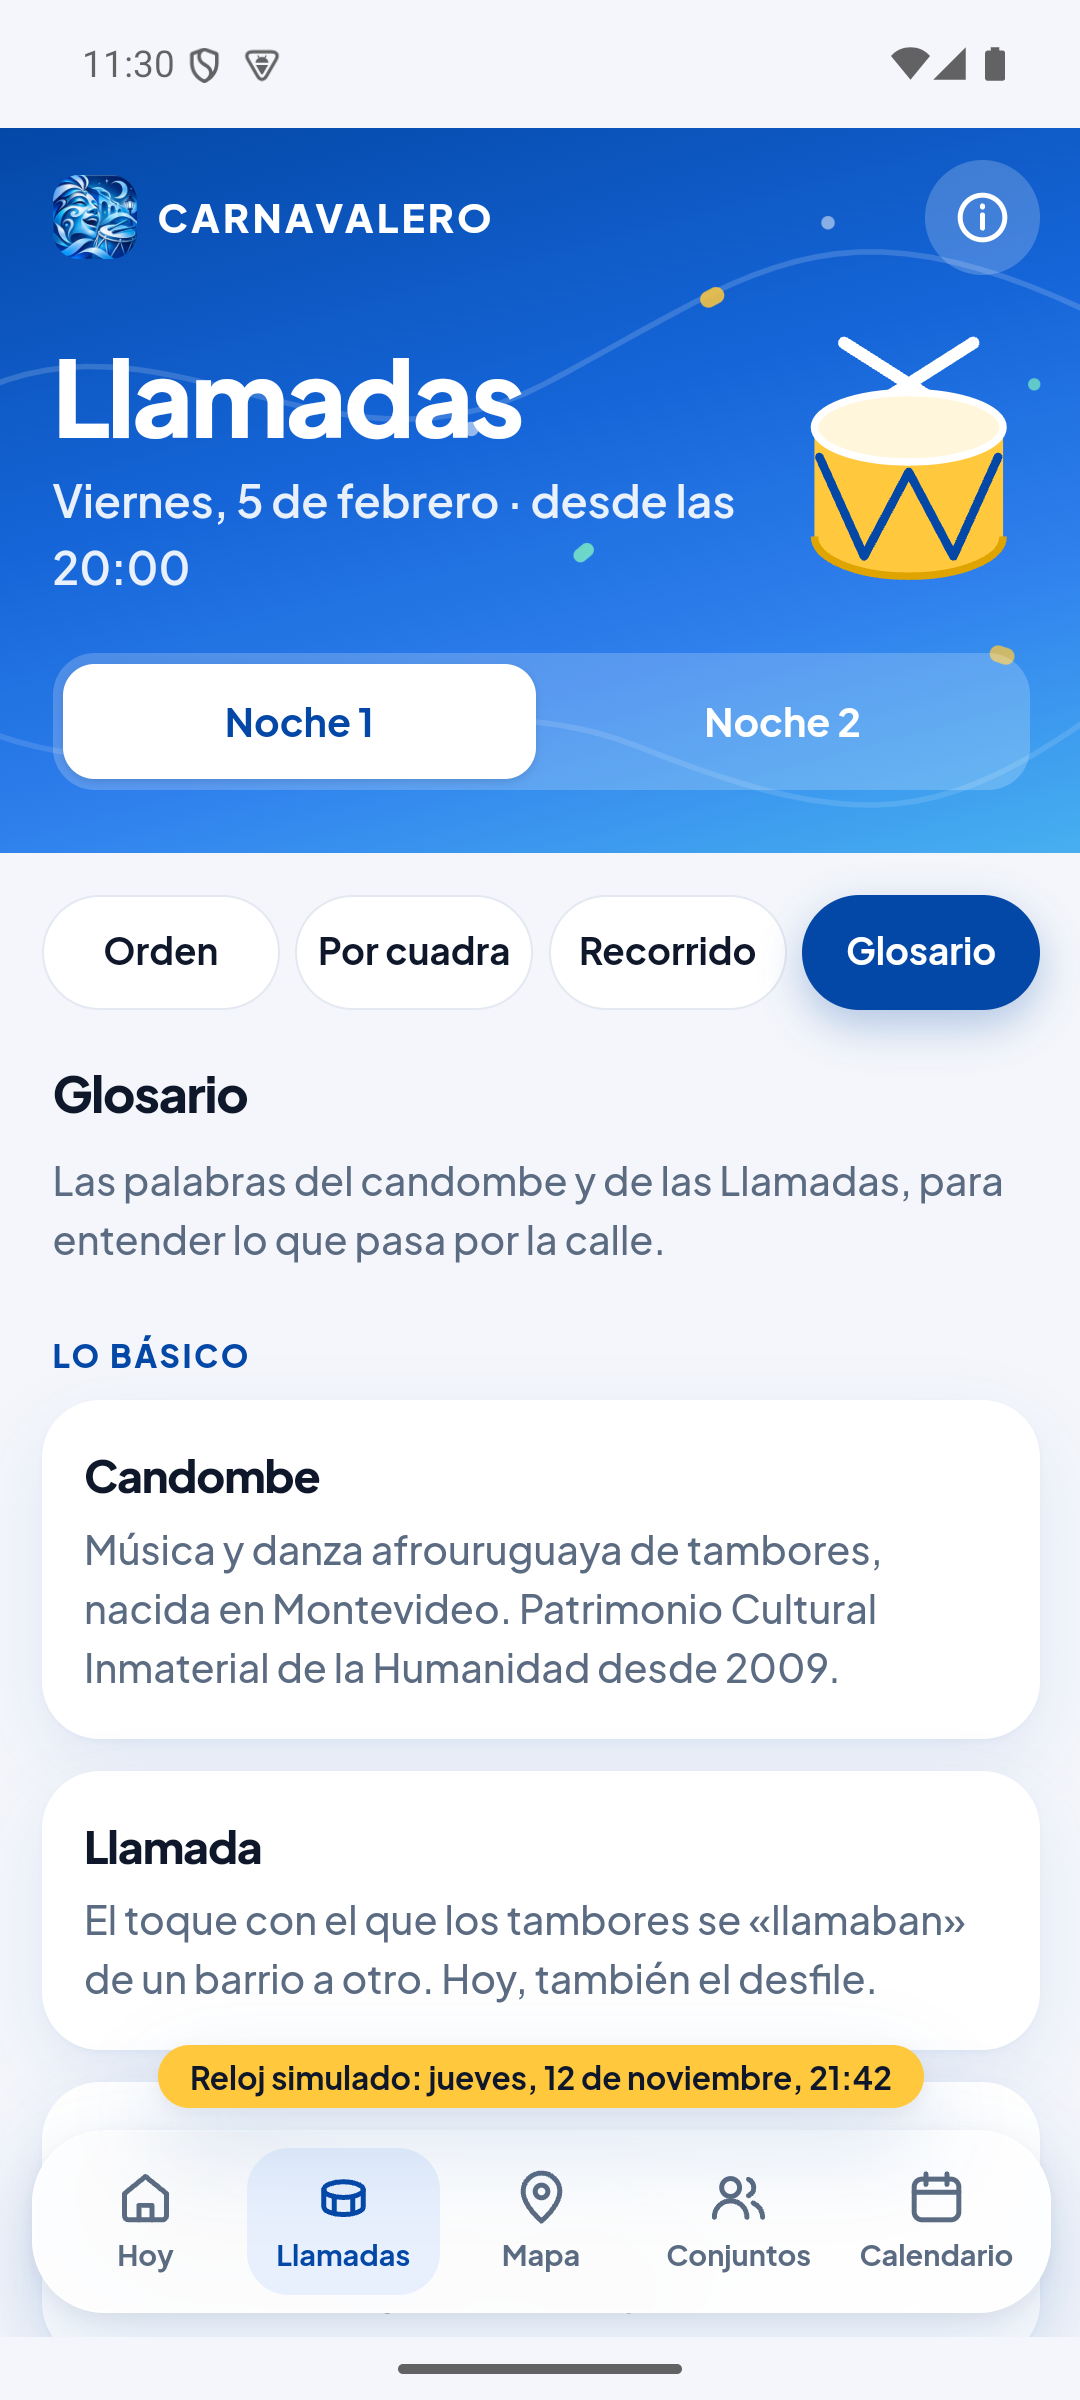 11:30
CARNAVALERO
Llamadas
Viernes, 5 de febrero · desde las
20:00
Noche 1
Noche 2
Orden
Por cuadra
Recorrido
Glosario
Glosario
Las palabras del candombe y de las Llamadas, para
entender lo que pasa por la calle.
LO BÁSICO
Candombe
Música y danza afrouruguaya de tambores,
nacida en Montevideo. Patrimonio Cultural
Inmaterial de la Humanidad desde 2009.
Llamada
El toque con el que los tambores se «llamaban»
de un barrio a otro. Hoy, también el desfile.
Reloj simulado: jueves, 12 de noviembre, 21:42
Hoy
Llamadas
Mapa
Conjuntos
Calendario